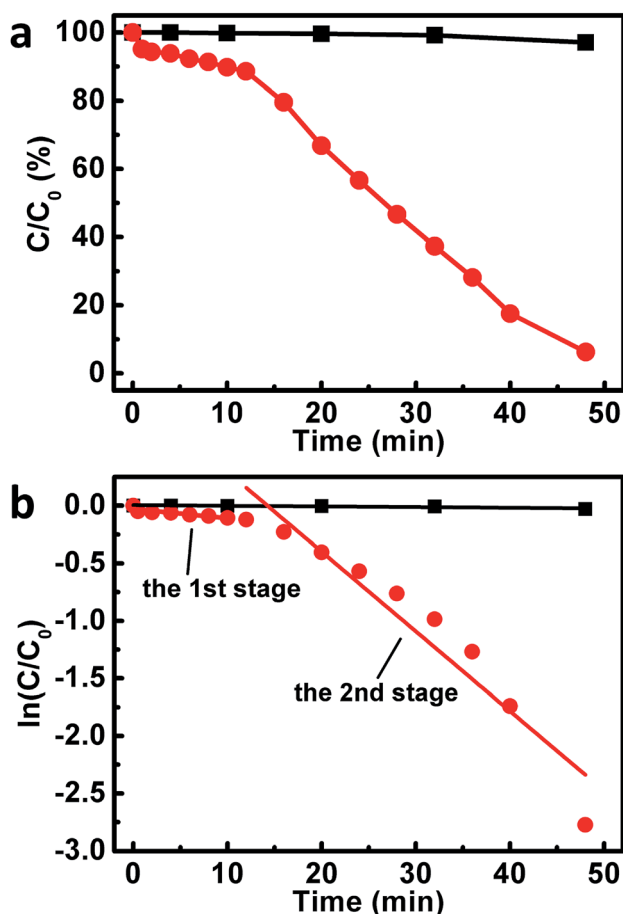 a
C/C₀ (%)
100
80
60
40
20
0
0 10 20 30 40 50
Time (min)
b
ln(C/C₀)
0.0
-0.5
-1.0
-1.5
-2.0
-2.5
-3.0
the 1st stage
the 2nd stage
0 10 20 30 40 50
Time (min)